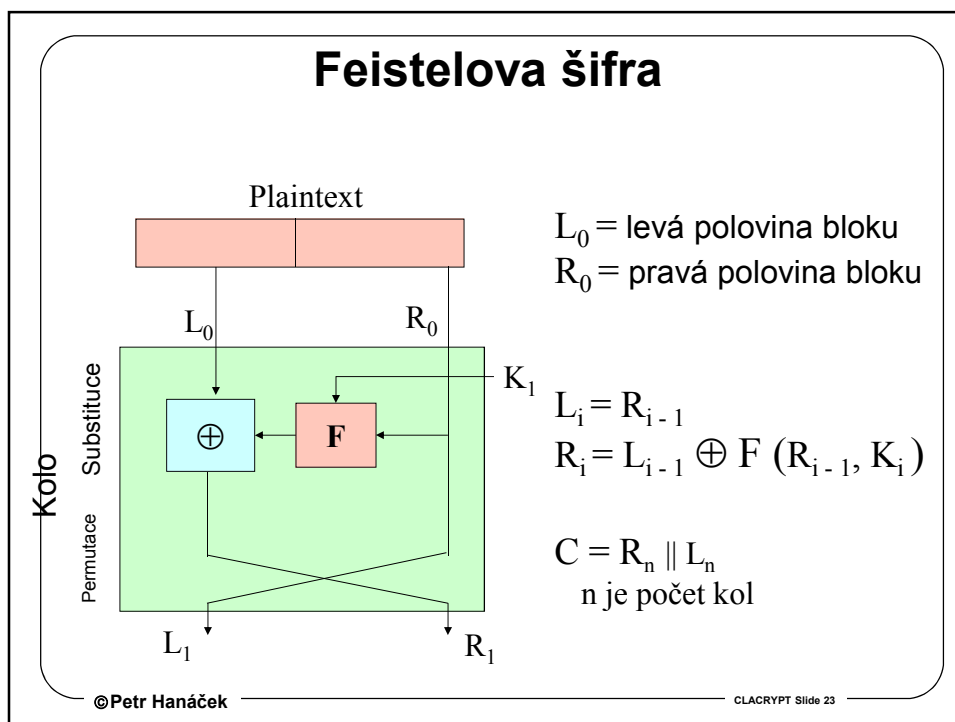 Feistelova šifra
Plaintext
L₀ = levá polovina bloku
R₀ = pravá polovina bloku
L₀
R₀
K₁
Substituce
⊕
F
Kolo
Permutace
Lᵢ = Rᵢ₋₁
Rᵢ = Lᵢ₋₁ ⊕ F (Rᵢ₋₁, Kᵢ)
C = Rₙ || Lₙ
n je počet kol
L₁
R₁
©Petr Hanáček
CLACRYPT Slide 23